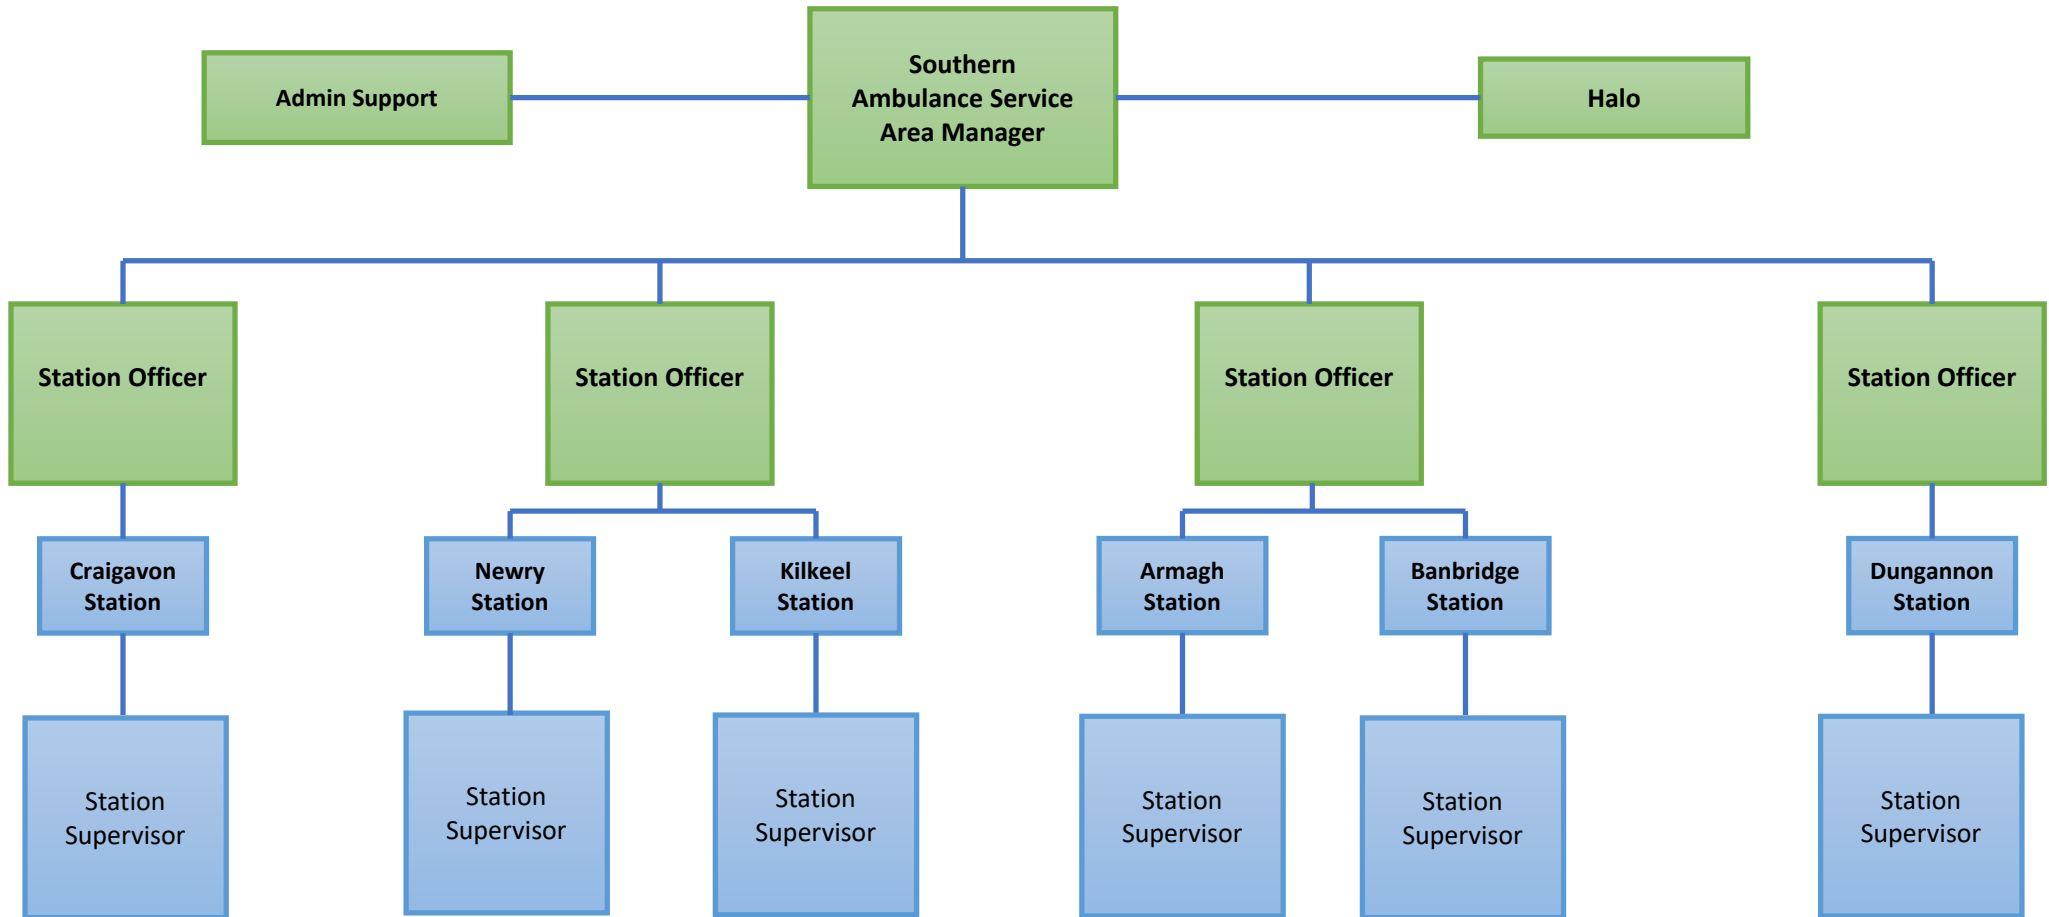 Admin Support
Southern
Ambulance Service
Area Manager
Halo
Station Officer
Station Officer
Station Officer
Station Officer
Craigavon
Station
Newry
Station
Kilkeel
Station
Armagh
Station
Banbridge
Station
Dungannon
Station
Station
Supervisor
Station
Supervisor
Station
Supervisor
Station
Supervisor
Station
Supervisor
Station
Supervisor